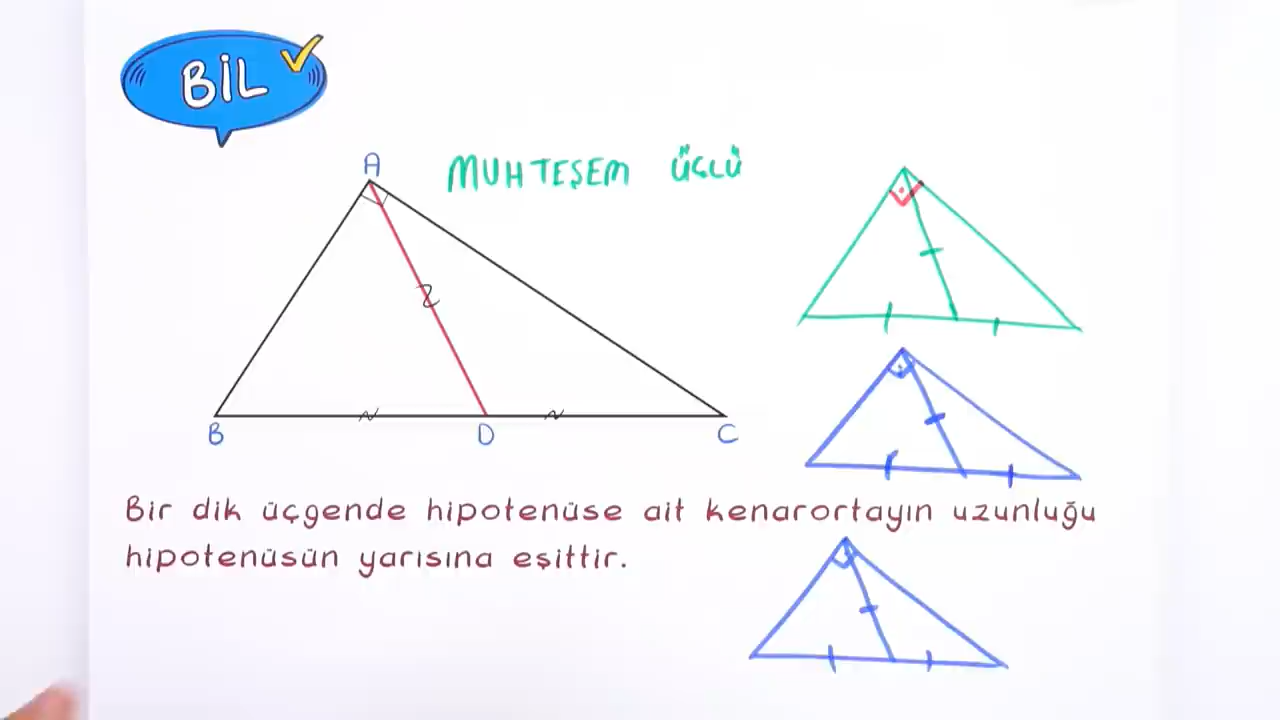 BİL
A
MUHTEŞEM ÜÇLÜ
B
D
C
Bir dik üçgende hipotenüse ait kenarortayın uzunluğu
hipotenüsün yarısına eşittir.